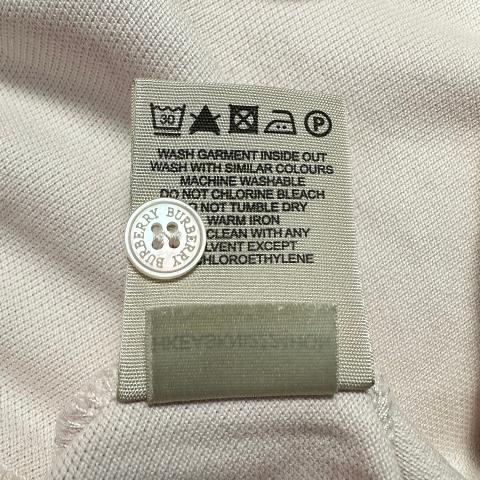 30
P
WASH GARMENT INSIDE OUT
WASH WITH SIMILAR COLOURS
MACHINE WASHABLE
DO NOT CHLORINE BLEACH
NOT TUMBLE DRY
WARM IRON
CLEAN WITH ANY
EXCEPT
BURBERRY BURBERRY